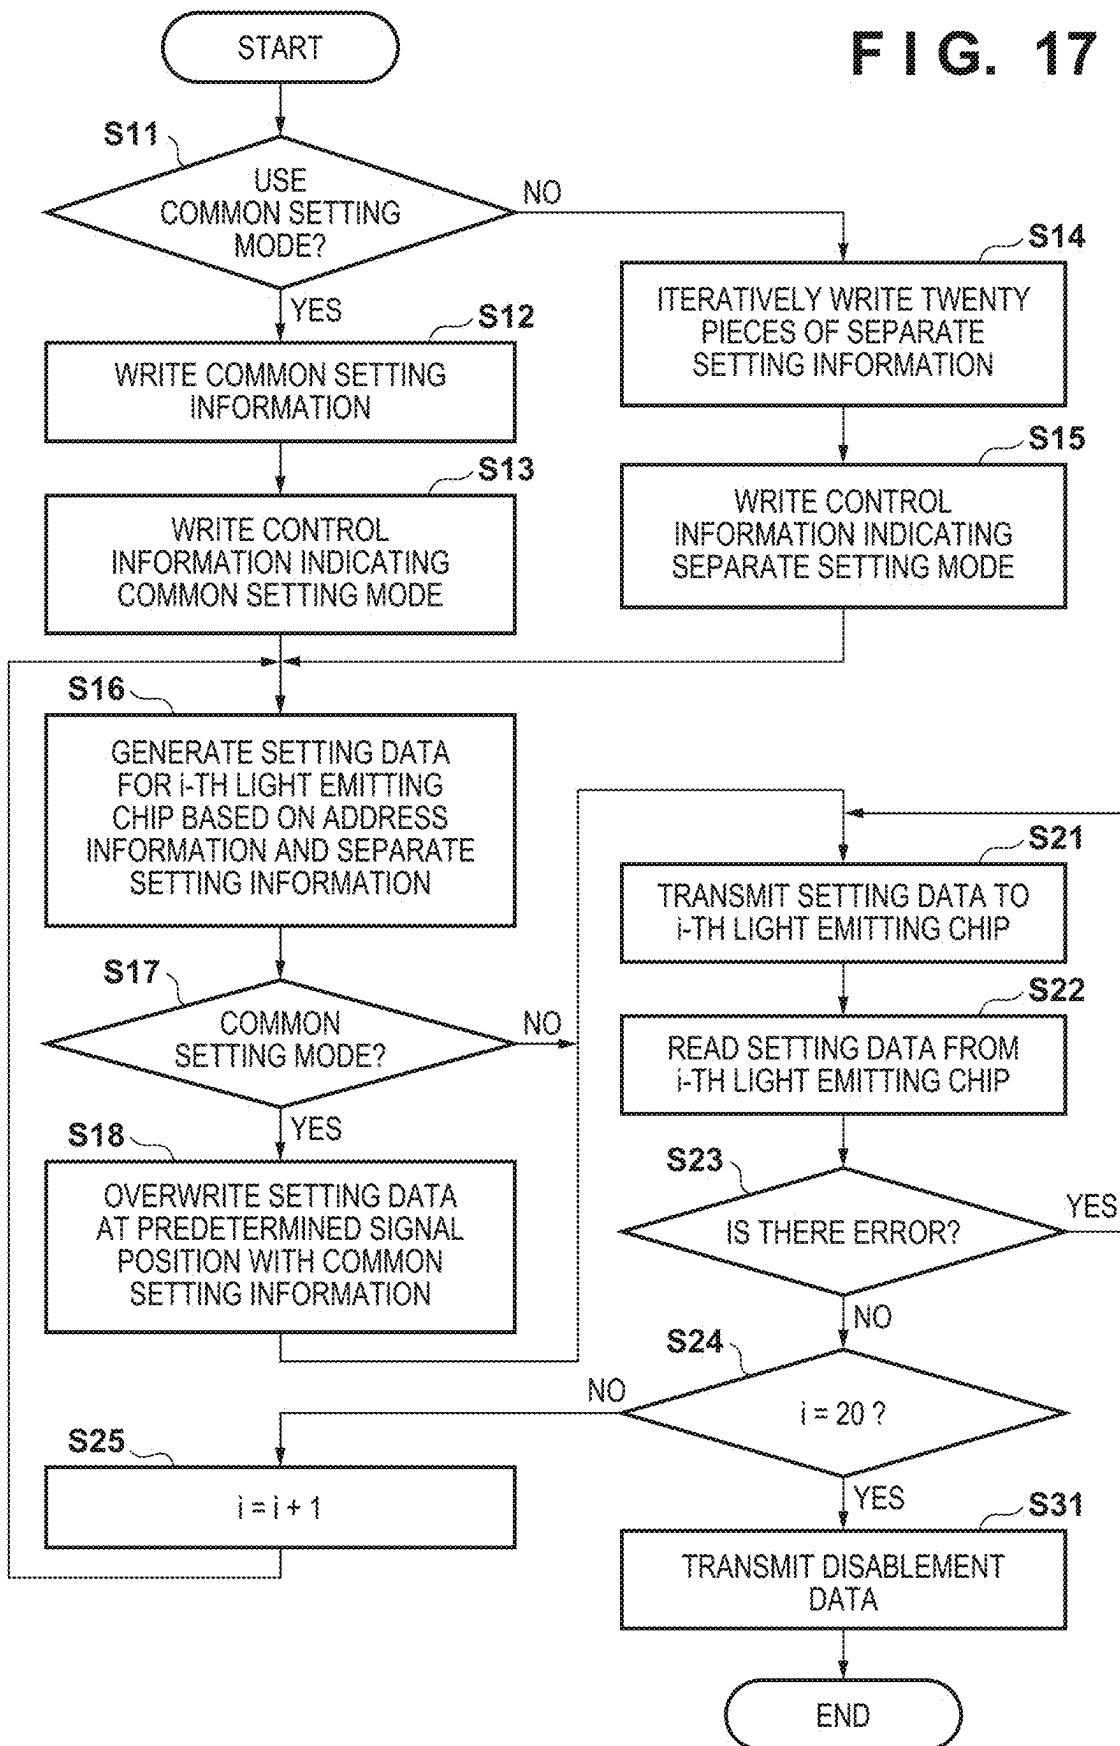 FIG. 17
START
S11
USE
COMMON SETTING
MODE?
NO
YES
S12
WRITE COMMON SETTING
INFORMATION
S13
WRITE CONTROL
INFORMATION INDICATING
COMMON SETTING MODE
S14
ITERATIVELY WRITE TWENTY
PIECES OF SEPARATE
SETTING INFORMATION
S15
WRITE CONTROL
INFORMATION INDICATING
SEPARATE SETTING MODE
S16
GENERATE SETTING DATA
FOR i-TH LIGHT EMITTING
CHIP BASED ON ADDRESS
INFORMATION AND SEPARATE
SETTING INFORMATION
S17
COMMON
SETTING MODE?
NO
YES
S18
OVERWRITE SETTING DATA
AT PREDETERMINED SIGNAL
POSITION WITH COMMON
SETTING INFORMATION
S21
TRANSMIT SETTING DATA TO
i-TH LIGHT EMITTING CHIP
S22
READ SETTING DATA FROM
i-TH LIGHT EMITTING CHIP
S23
IS THERE ERROR?
YES
NO
S24
i = 20 ?
NO
YES
S25
i = i + 1
S31
TRANSMIT DISABLEMENT
DATA
END